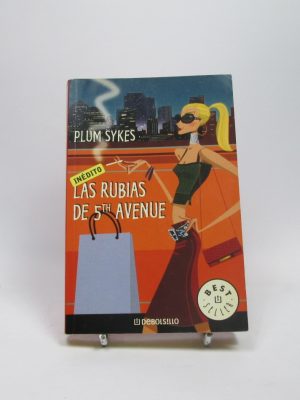 PLUM SYKES
INÉDITO
LAS RUBIAS
DE 5TH AVENUE
BEST
SELLER
DEBOLSILLO